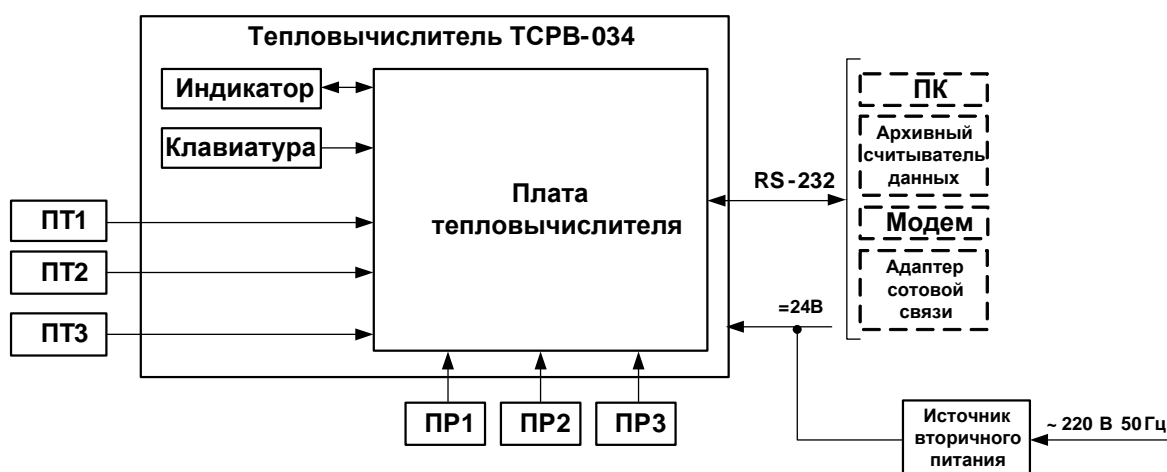 Тепловычислитель ТСРВ-034
Индикатор
Клавиатура
Плата
тепловычислителя
ПТ1
ПТ2
ПТ3
ПР1
ПР2
ПР3
RS-232
=24В
ПК
Архивный
считыватель
данных
Модем
Адаптер
сотовой
связи
Источник
вторичного
питания
~ 220 В 50 Гц